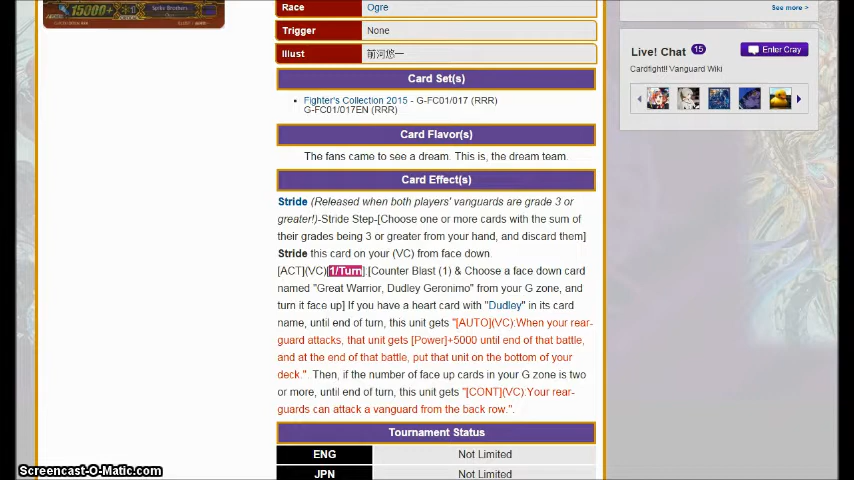 15000+
Spike Brothers
Race
Ogre
Trigger
None
Illust
前河悠一
Card Set(s)
Fighter's Collection 2015 - G-FC01/017 (RRR)
G-FC01/017EN (RRR)
Card Flavor(s)
The fans came to see a dream. This is, the dream team.
Card Effect(s)
Stride (Released when both players' vanguards are grade 3 or
greater!)-Stride Step-[Choose one or more cards with the sum of
their grades being 3 or greater from your hand, and discard them]
Stride this card on your (VC) from face down.
[ACT](VC)[1/Turn]:[Counter Blast (1) & Choose a face down card
named "Great Warrior, Dudley Geronimo" from your G zone, and
turn it face up] If you have a heart card with "Dudley" in its card
name, until end of turn, this unit gets "[AUTO](VC):When your rear-
guard attacks, that unit gets [Power]+5000 until end of that battle,
and at the end of that battle, put that unit on the bottom of your
deck." Then, if the number of face up cards in your G zone is two
or more, until end of turn, this unit gets "[CONT](VC):Your rear-
guards can attack a vanguard from the back row.".
Tournament Status
ENG
Not Limited
JPN
Not Limited
See more >
Live! Chat 15
Enter Cray
Cardfight!! Vanguard Wiki
Screencast-O-Matic.com